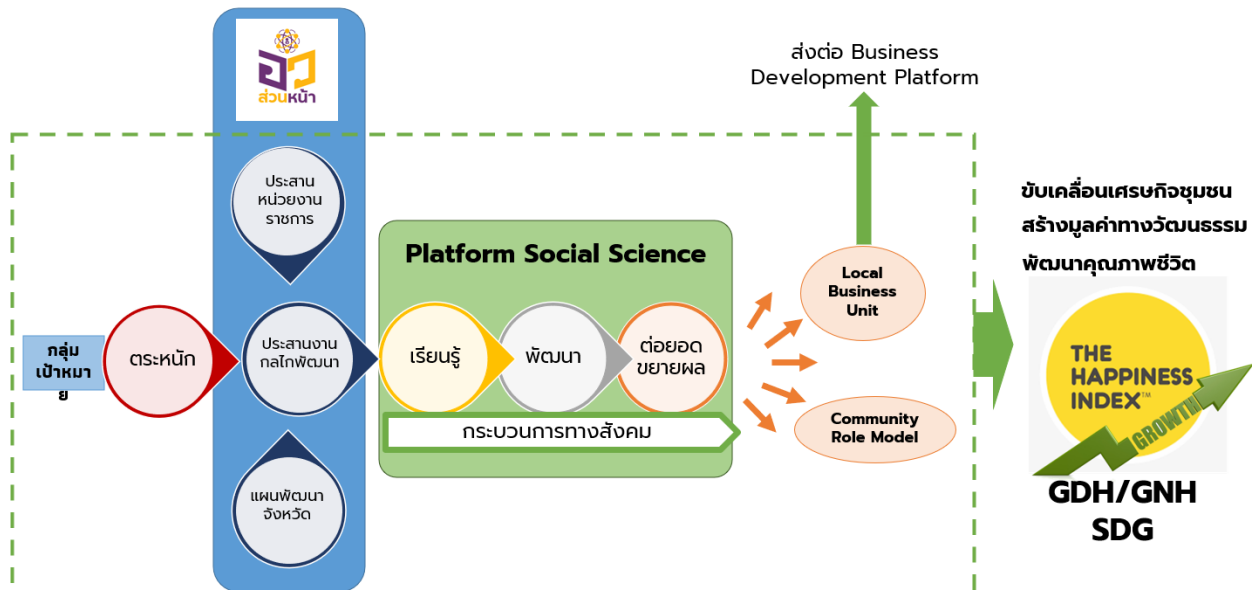 อว
ส่วนหน้า
ส่งต่อ Business
Development Platform
ประสาน
หน่วยงาน
ราชการ
ขับเคลื่อนเศรษฐกิจชุมชน
สร้างมูลค่าทางวัฒนธรรม
พัฒนาคุณภาพชีวิต
Platform Social Science
Local
Business
Unit
กลุ่ม
เป้าหมา
ย
ตระหนัก
ประสานงาน
กลไกพัฒนา
เรียนรู้
พัฒนา
ต่อยอด
ขยายผล
กระบวนการทางสังคม
Community
Role Model
THE
HAPPINESS
INDEX™
GROWTH
แผนพัฒนา
จังหวัด
GDH/GNH
SDG